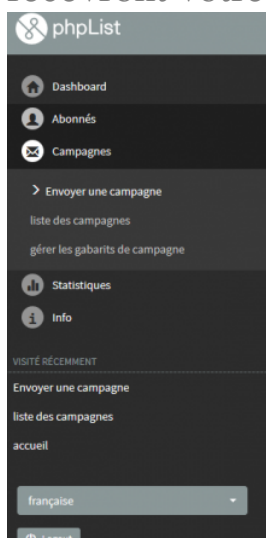 phpList
Dashboard
Abonnés
Campagnes
Envoyer une campagne
liste des campagnes
gérer les gabarits de campagne
Statistiques
Info
VISITÉ RÉCEMMENT
Envoyer une campagne
liste des campagnes
accueil
française
Logout